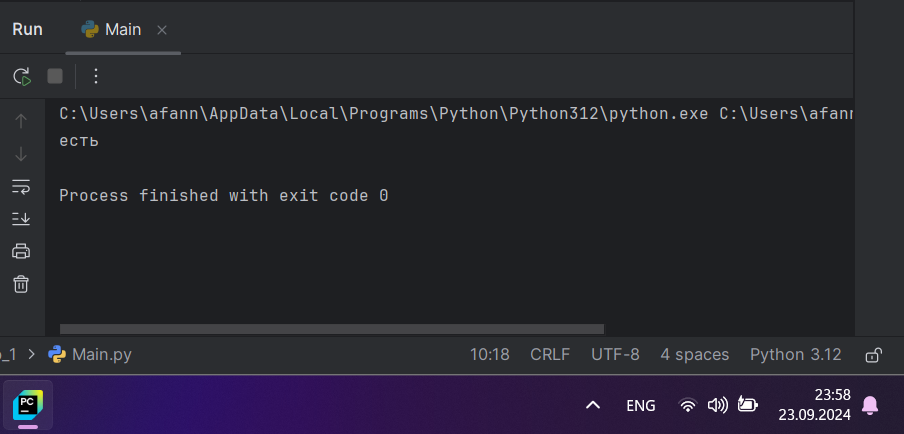 Run Main
C:\Users\afann\AppData\Local\Programs\Python\Python312\python.exe C:\Users\afann
есть
Process finished with exit code 0
_1 > Main.py 10:18 CRLF UTF-8 4 spaces Python 3.12
PC ENG 23:58
23.09.2024